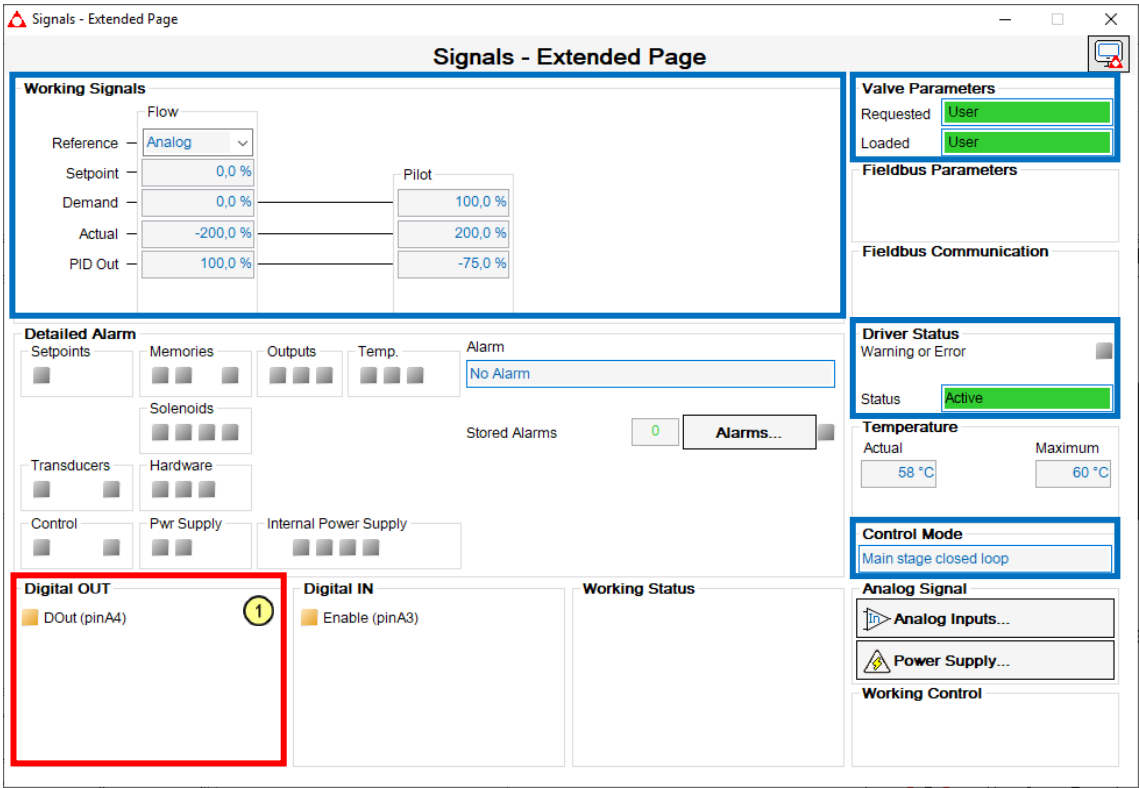 Signals - Extended Page
Signals - Extended Page
Working Signals
Flow
Reference
Analog
Setpoint
0,0 %
Pilot
Demand
0,0 %
100,0 %
Actual
-200,0 %
200,0 %
PID Out
100,0 %
-75,0 %
Valve Parameters
Requested
User
Loaded
User
Fieldbus Parameters
Fieldbus Communication
Detailed Alarm
Setpoints
Memories
Outputs
Temp.
Alarm
No Alarm
Solenoids
Stored Alarms
0
Alarms...
Transducers
Hardware
Control
Pwr Supply
Internal Power Supply
Driver Status
Warning or Error
Status
Active
Temperature
Actual
Maximum
58 °C
60 °C
Control Mode
Main stage closed loop
Digital OUT
1
DOut (pinA4)
Digital IN
Enable (pinA3)
Working Status
Analog Signal
In
Analog Inputs...
Power Supply...
Working Control